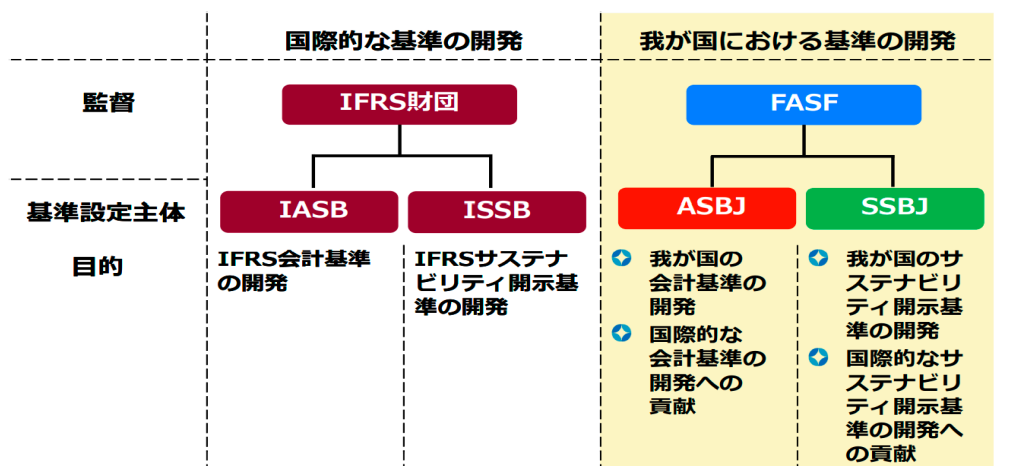 国際的な基準の開発
我が国における基準の開発
監督
IFRS財団
FASF
基準設定主体
IASB
ISSB
ASBJ
SSBJ
目的
IFRS会計基準
の開発
IFRSサステナ
ビリティ開示基
準の開発
我が国の
会計基準の
開発
国際的な
会計基準の
開発への
貢献
我が国のサ
ステナビリ
ティ開示基
準の開発
国際的なサ
ステナビリ
ティ開示基
準の開発へ
の貢献